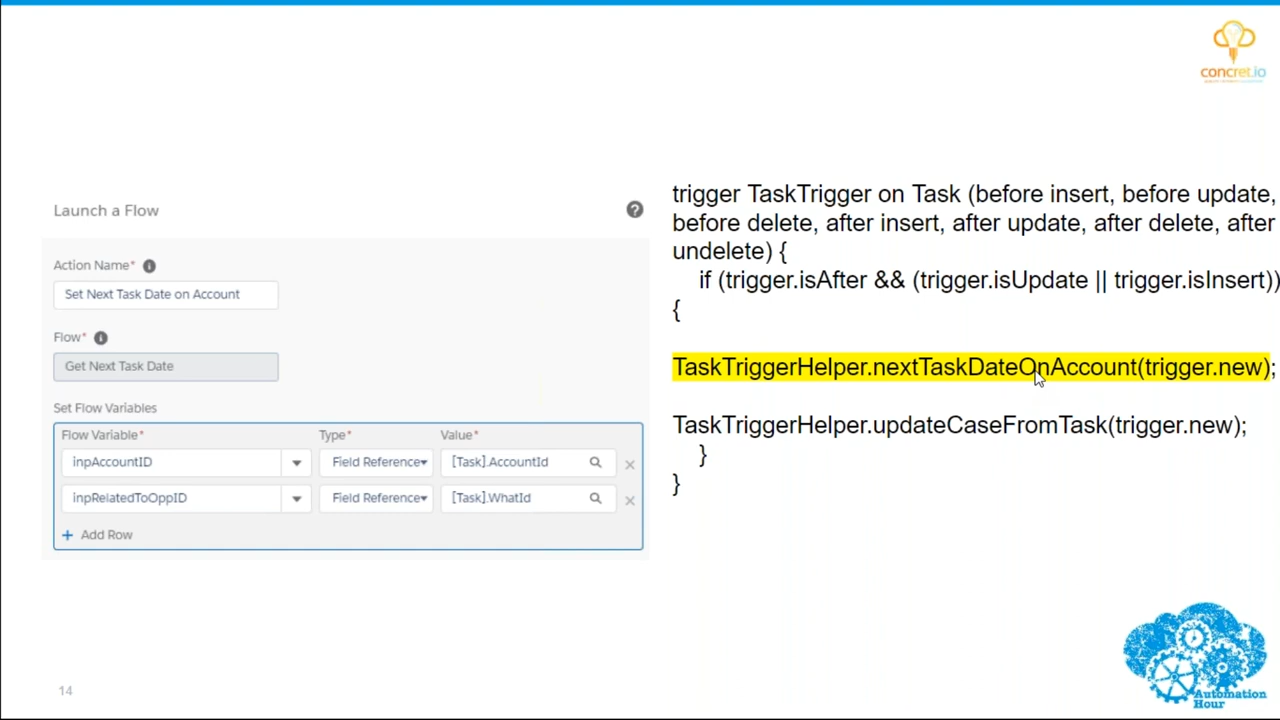 concret.io
Launch a Flow
Action Name*
Set Next Task Date on Account
Flow*
Get Next Task Date
Set Flow Variables
Flow Variable* Type* Value*
inpAccountID Field Reference [Task].AccountId
inpRelatedToOppID Field Reference [Task].WhatId
+ Add Row
trigger TaskTrigger on Task (before insert, before update,
before delete, after insert, after update, after delete, after
undelete) {
if (trigger.isAfter && (trigger.isUpdate || trigger.isInsert))
{
TaskTriggerHelper.nextTaskDateOnAccount(trigger.new);
TaskTriggerHelper.updateCaseFromTask(trigger.new);
}
}
14
Automation
Hour